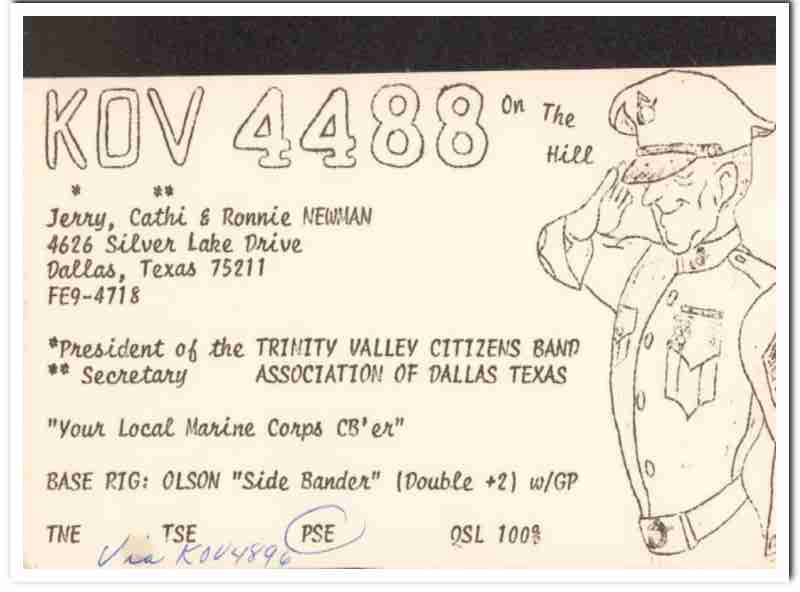 KOV 4488 On The Hill
* **
Jerry, Cathi & Ronnie NEWMAN
4626 Silver Lake Drive
Dallas, Texas 75211
FE9-4718
*President of the TRINITY VALLEY CITIZENS BAND
** Secretary ASSOCIATION OF DALLAS TEXAS
"Your Local Marine Corps CB'er"
BASE RIG: OLSON "Side Bander" (Double +2) w/GP
TNE TSE PSE QSL 100%
Via KOV4896